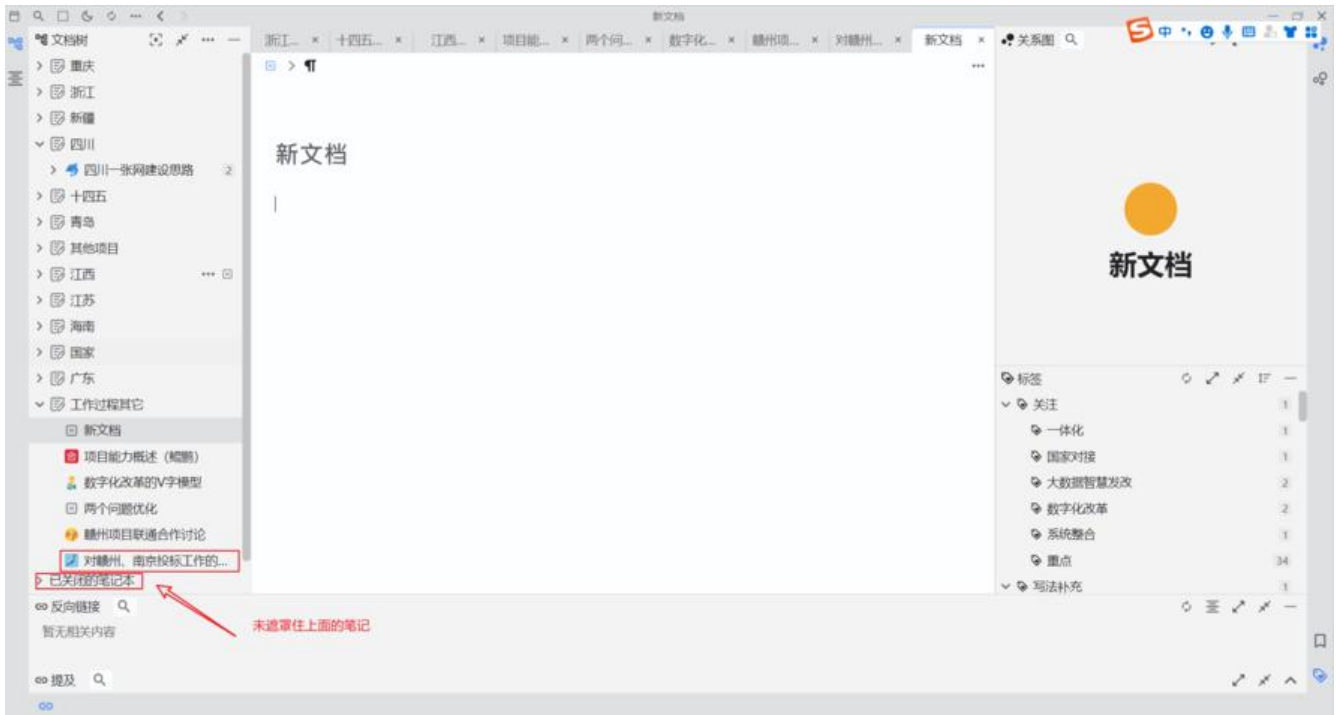 新文档
文档树
浙江...
十四五...
江西...
项目能...
两个问...
数字化...
赣州项...
对赣州...
新文档
关系图
中
重庆
浙江
新疆
四川
四川一张网建设思路 2
十四五
青岛
其他项目
江西
江苏
海南
国家
广东
工作过程其它
新文档
项目能力概述（鲲鹏）
数字化改革的V字模型
两个问题优化
赣州项目联通合作讨论
对赣州、南京投标工作的...
已关闭的笔记本
新文档
新文档
标签
关注 1
一体化 1
国家对接 1
大数据智慧发改 2
数字化改革 2
系统整合 1
重点 34
写法补充 1
反向链接
暂无相关内容
未遮罩住上面的笔记
提及